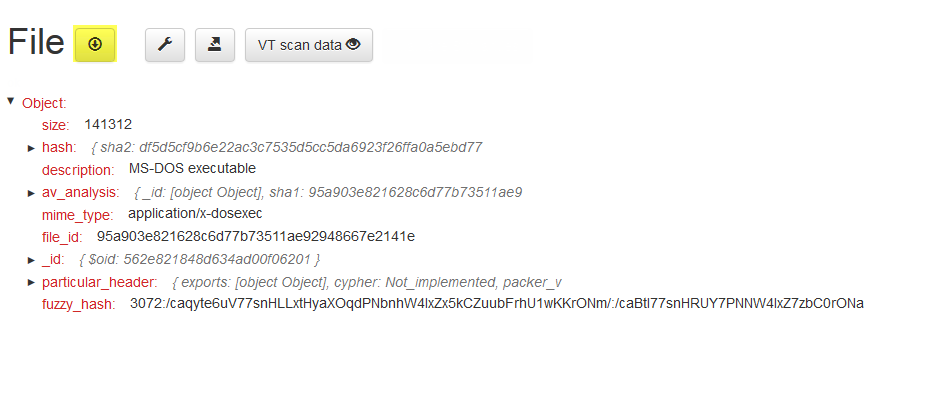 File VT scan data
Object:
size: 141312
hash: { sha2: df5d5cf9b6e22ac3c7535d5cc5da6923f26ffa0a5ebd77
description: MS-DOS executable
av_analysis: { _id: [object Object], sha1: 95a903e821628c6d77b73511ae9
mime_type: application/x-dosexec
file_id: 95a903e821628c6d77b73511ae92948667e2141e
_id: { $oid: 562e821848d634ad00f06201 }
particular_header: { exports: [object Object], cypher: Not_implemented, packer_v
fuzzy_hash: 3072:/caqyte6uV77snHLLxtHyaXOqdPNbnhW4lxZx5kCZuubFrhU1wKKrONm/:/caBtl77snHRUY7PNNW4lxZ7zbC0rONa